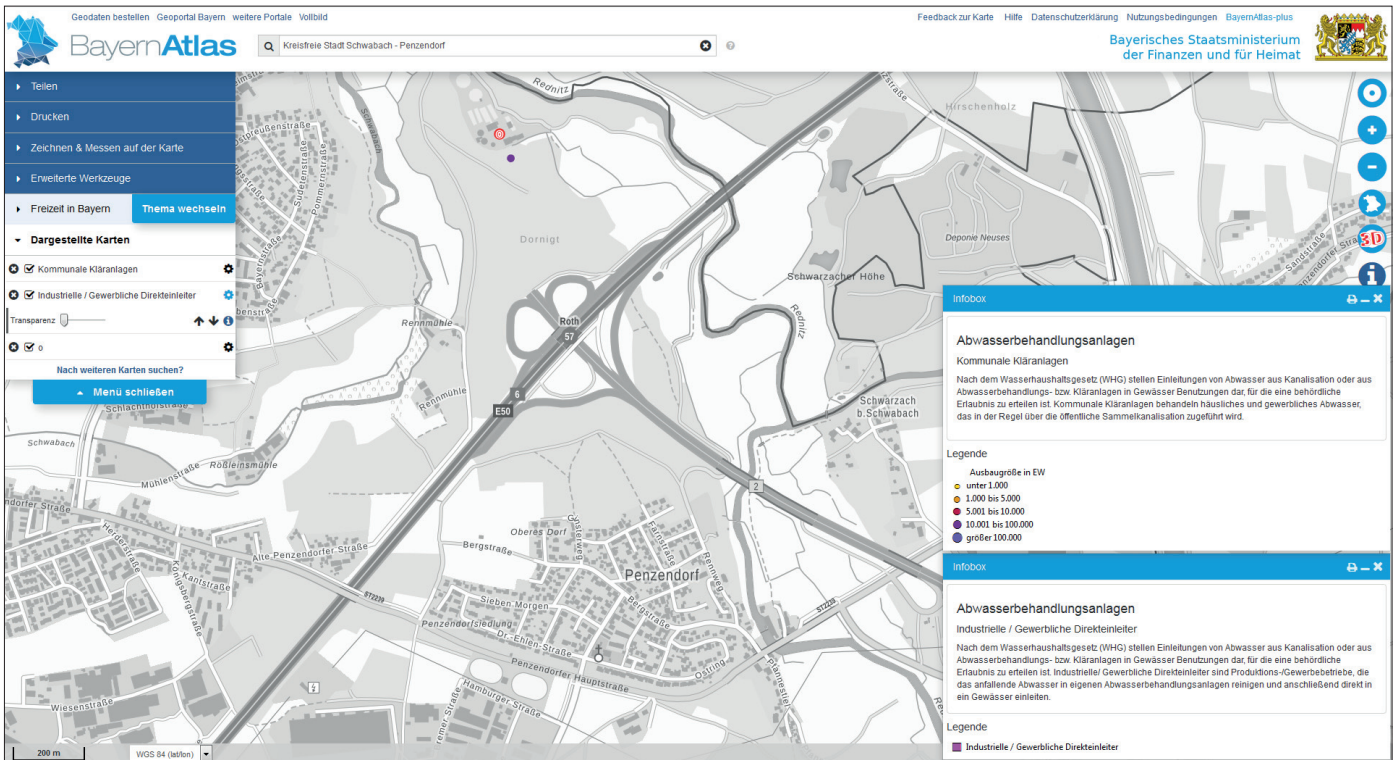 Geodaten bestellen Geoportal Bayern weitere Portale Vollbild
Feedback zur Karte Hilfe Datenschutzerklärung Nutzungsbedingungen BayernAtlas-plus
BayernAtlas
Kreisfreie Stadt Schwabach - Penzendorf
Bayerisches Staatsministerium
der Finanzen und für Heimat
Teilen
Drucken
Zeichnen & Messen auf der Karte
Erweiterte Werkzeuge
Freizeit in Bayern
Thema wechseln
Dargestellte Karten
Kommunale Kläranlagen
Industrielle / Gewerbliche Direkteinleiter
Transparenz
o
Nach weiteren Karten suchen?
Menü schließen
Rednitz
Schwabach
Hirschenholz
Sudetenstraße
Pommernstraße
Dornigt
Deponie Neuses
Schwarzacher Höhe
Sandstraße
3D
Rennmühle
Roth
57
Rednitz
6
E50
Rennmühle
Schwarzach
b.Schwabach
Schlachthofstraße
Schwabach
Rößleinsmühle
Mühlenstraße
2
Herderstraße
Königsbergstraße
Kantstraße
Alte Penzendorfer Straße
ST2239
Oberes Dorf
Bergstraße
Farnstraße
Rennweg
Penzendorf
Sieben-Morgen
Bergstraße
Penzendorfsiedlung
Dr.-Ehlen-Straße
ST2239
Penzendorfer Hauptstraße
Ostring
Pfannestiel
Hamburger Straße
Wiesenstraße
200 m
WGS 84 (lat/lon)
Infobox
Abwasserbehandlungsanlagen
Kommunale Kläranlagen
Nach dem Wasserhaushaltsgesetz (WHG) stellen Einleitungen von Abwasser aus Kanalisation oder aus
Abwasserbehandlungs- bzw. Kläranlagen in Gewässer Benutzungen dar, für die eine behördliche
Erlaubnis zu erteilen ist. Kommunale Kläranlagen behandeln häusliches und gewerbliches Abwasser,
das in der Regel über die öffentliche Sammelkanalisation zugeführt wird.
Legende
Ausbaugröße in EW
unter 1.000
1.000 bis 5.000
5.001 bis 10.000
10.001 bis 100.000
größer 100.000
Infobox
Abwasserbehandlungsanlagen
Industrielle / Gewerbliche Direkteinleiter
Nach dem Wasserhaushaltsgesetz (WHG) stellen Einleitungen von Abwasser aus Kanalisation oder aus
Abwasserbehandlungs- bzw. Kläranlagen in Gewässer Benutzungen dar, für die eine behördliche
Erlaubnis zu erteilen ist. Industrielle/ Gewerbliche Direkteinleiter sind Produktions-/Gewerbebetriebe, die
das anfallende Abwasser in eigenen Abwasserbehandlungsanlagen reinigen und anschließend direkt in
ein Gewässer einleiten.
Legende
Industrielle / Gewerbliche Direkteinleiter